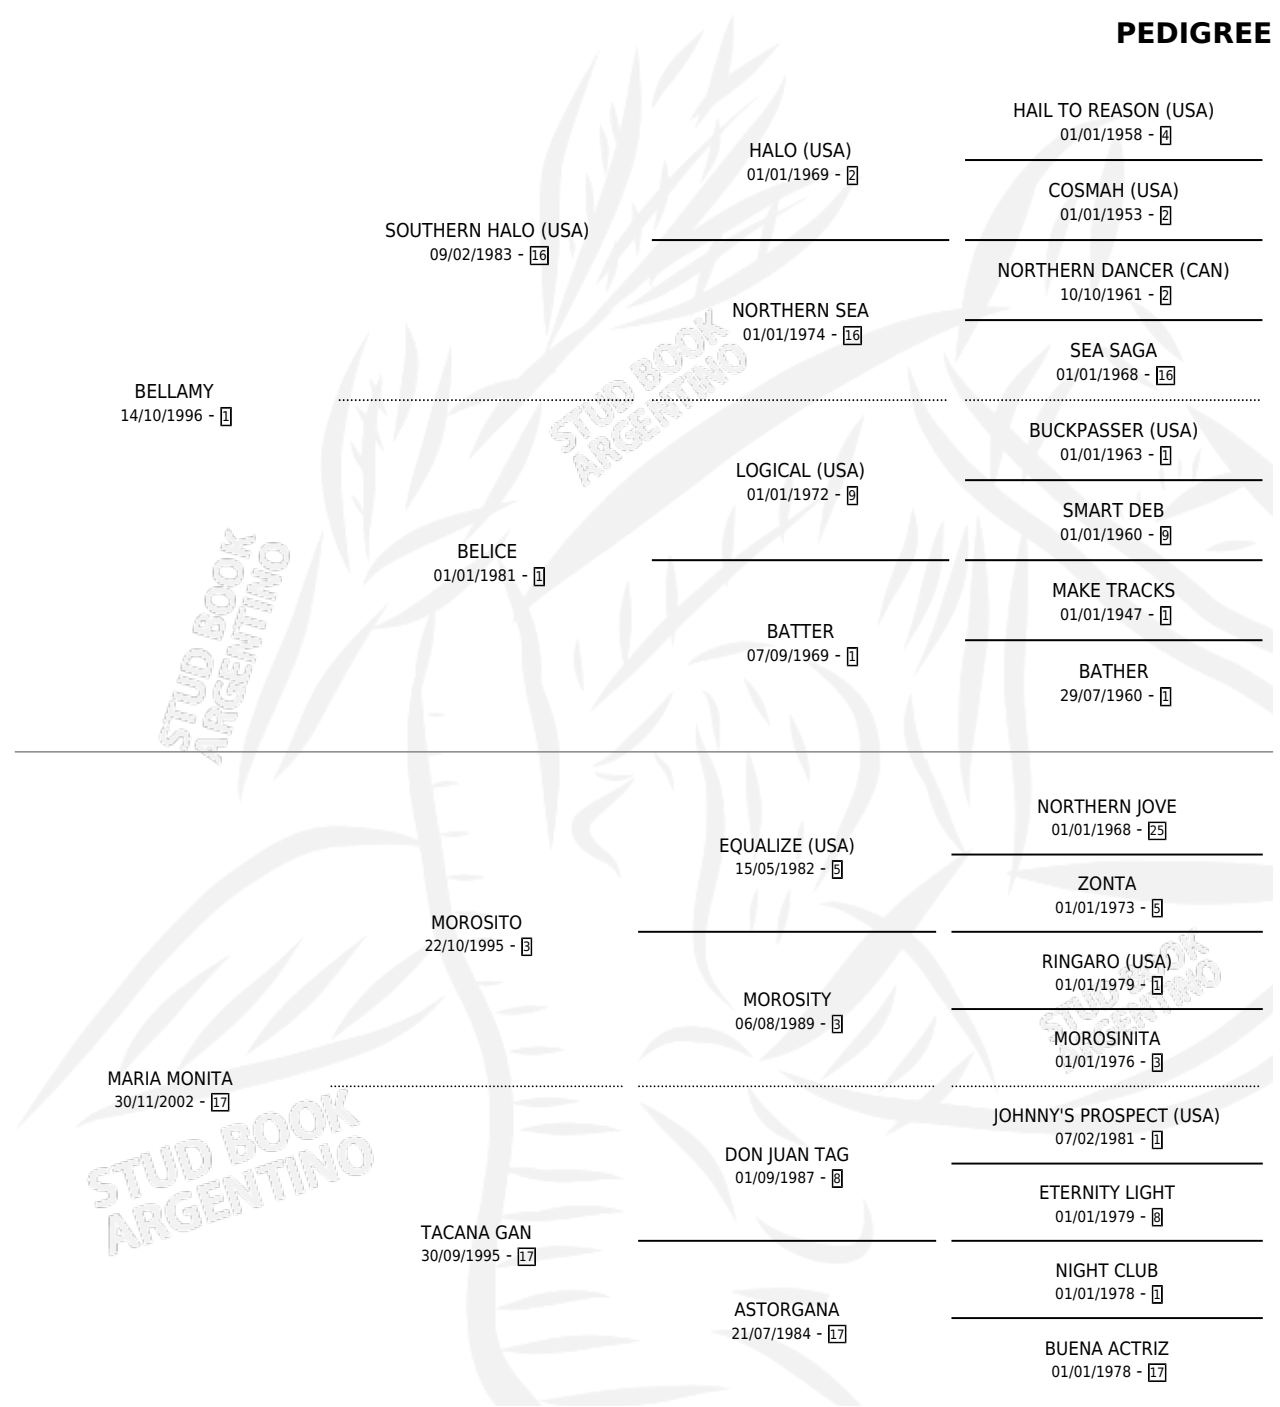 PEDIGREE
HAIL TO REASON (USA)
01/01/1958 - 4
HALO (USA)
01/01/1969 - 2
COSMAH (USA)
01/01/1953 - 2
SOUTHERN HALO (USA)
09/02/1983 - 16
NORTHERN DANCER (CAN)
10/10/1961 - 2
NORTHERN SEA
01/01/1974 - 16
SEA SAGA
01/01/1968 - 16
BELLAMY
14/10/1996 - 1
STUD BOOK
ARGENTINO
BUCKPASSER (USA)
01/01/1963 - 1
LOGICAL (USA)
01/01/1972 - 9
SMART DEB
01/01/1960 - 9
BELICE
01/01/1981 - 1
MAKE TRACKS
01/01/1947 - 1
BATTER
07/09/1969 - 1
BATHER
29/07/1960 - 1
STUD BOOK
ARGENTINO
NORTHERN JOVE
01/01/1968 - 25
EQUALIZE (USA)
15/05/1982 - 5
ZONTA
01/01/1973 - 5
MOROSITO
22/10/1995 - 3
RINGARO (USA)
01/01/1979 - 1
MOROSITY
06/08/1989 - 3
MOROSINITA
01/01/1976 - 3
STUD BOOK
ARGENTINO
MARIA MONITA
30/11/2002 - 17
JOHNNY'S PROSPECT (USA)
07/02/1981 - 1
DON JUAN TAG
01/09/1987 - 8
ETERNITY LIGHT
01/01/1979 - 8
STUD BOOK
ARGENTINO
TACANA GAN
30/09/1995 - 17
NIGHT CLUB
01/01/1978 - 1
ASTORGANA
21/07/1984 - 17
BUENA ACTRIZ
01/01/1978 - 17